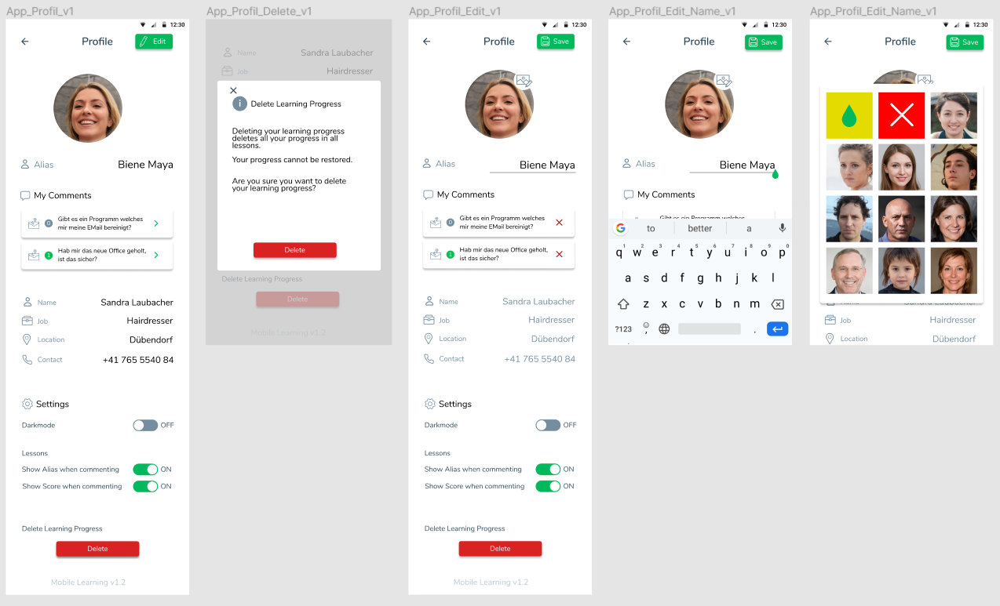 App_Profil_v1
12:30
Profile
Edit
Alias
Biene Maya
My Comments
0
Gibt es ein Programm welches
mir meine EMail bereinigt?
1
Hab mir das neue Office geholt,
ist das sicher?
Name
Sandra Laubacher
Job
Hairdresser
Location
Dübendorf
Contact
+41 765 5540 84
Settings
Darkmode
OFF
Lessons
Show Alias when commenting
ON
Show Score when commenting
ON
Delete Learning Progress
Delete
Mobile Learning v1.2
App_Profil_Delete_v1
Name
Sandra Laubacher
Job
Hairdresser
i
Delete Learning Progress
Deleting your learning progress
deletes all your progress in all
lessons.
Your progress cannot be restored.
Are you sure you want to delete
your learning progress?
Delete
Delete Learning Progress
Delete
Mobile Learning v1.2
App_Profil_Edit_v1
12:30
Profile
Save
Alias
Biene Maya
My Comments
0
Gibt es ein Programm welches
mir meine EMail bereinigt?
1
Hab mir das neue Office geholt,
ist das sicher?
Name
Sandra Laubacher
Job
Hairdresser
Location
Dübendorf
Contact
+41 765 5540 84
Settings
Darkmode
OFF
Lessons
Show Alias when commenting
ON
Show Score when commenting
ON
Delete Learning Progress
Delete
Mobile Learning v1.2
App_Profil_Edit_Name_v1
12:30
Profile
Save
Alias
Biene Maya
My Comments
Gibt es ein Programm welches
G
to better a
1 2 3 4 5 6 7 8 9 0
q w e r t y u i o p
a s d f g h j k l
z x c v b n m
?123 , .
App_Profil_Edit_Name_v1
12:30
Profile
Save
Name
Sandra Laubacher
Job
Hairdresser
Location
Dübendorf